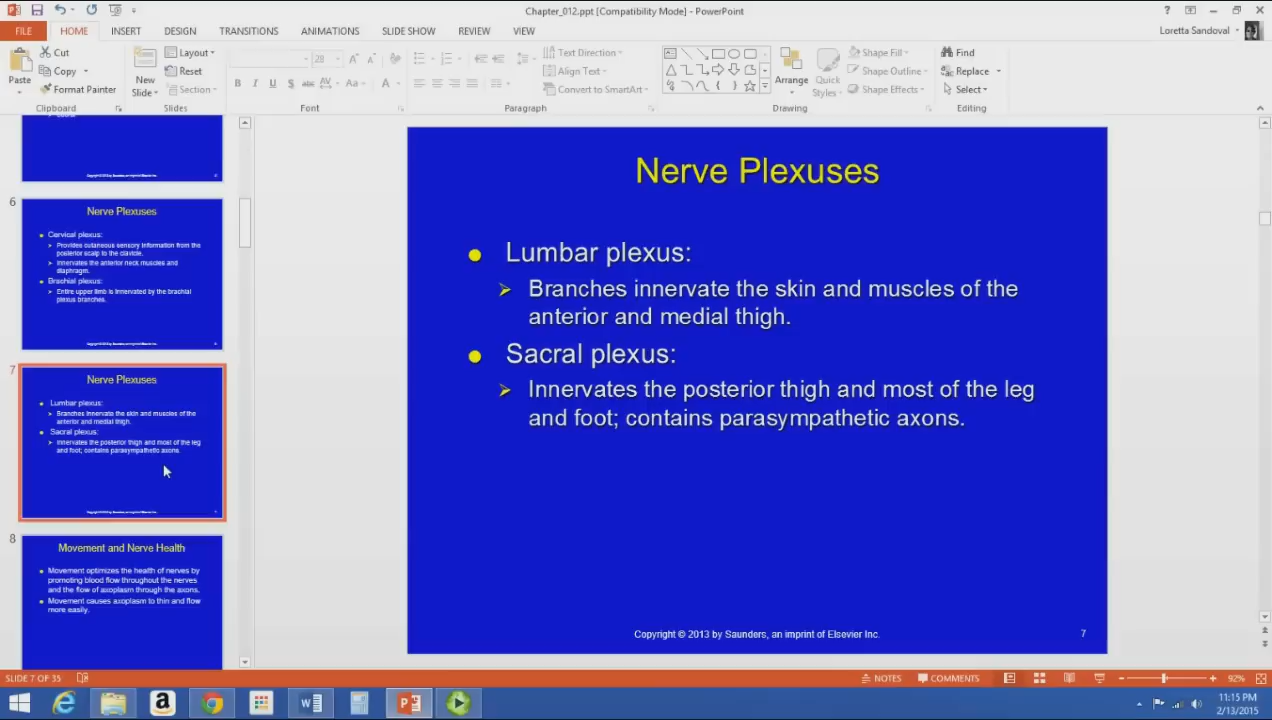 Chapter_012.ppt [Compatibility Mode] - PowerPoint
FILE HOME INSERT DESIGN TRANSITIONS ANIMATIONS SLIDE SHOW REVIEW VIEW
Loretta Sandoval
Paste
Cut
Copy
Format Painter
Clipboard
New
Slide
Layout
Reset
Section
Slides
28
Font
Text Direction
Align Text
Convert to SmartArt
Paragraph
Arrange
Quick
Styles
Shape Fill
Shape Outline
Shape Effects
Drawing
Find
Replace
Select
Editing
6
Nerve Plexuses
Cervical plexus:
Provides cutaneous sensory information from the
posterior scalp to the clavicle.
Innervates the anterior neck muscles and
diaphragm.
Brachial plexus:
Entire upper limb is innervated by the brachial
plexus branches.
7
Nerve Plexuses
Lumbar plexus:
Branches innervate the skin and muscles of the
anterior and medial thigh.
Sacral plexus:
Innervates the posterior thigh and most of the leg
and foot; contains parasympathetic axons.
8
Movement and Nerve Health
Movement optimizes the health of nerves by
promoting blood flow throughout the nerves
and the flow of axoplasm through the axons.
Movement causes axoplasm to thin and flow
more easily.
Nerve Plexuses
Lumbar plexus:
Branches innervate the skin and muscles of the
anterior and medial thigh.
Sacral plexus:
Innervates the posterior thigh and most of the leg
and foot; contains parasympathetic axons.
Copyright © 2013 by Saunders, an imprint of Elsevier Inc.
7
SLIDE 7 OF 35
NOTES
COMMENTS
92%
11:15 PM
2/13/2015